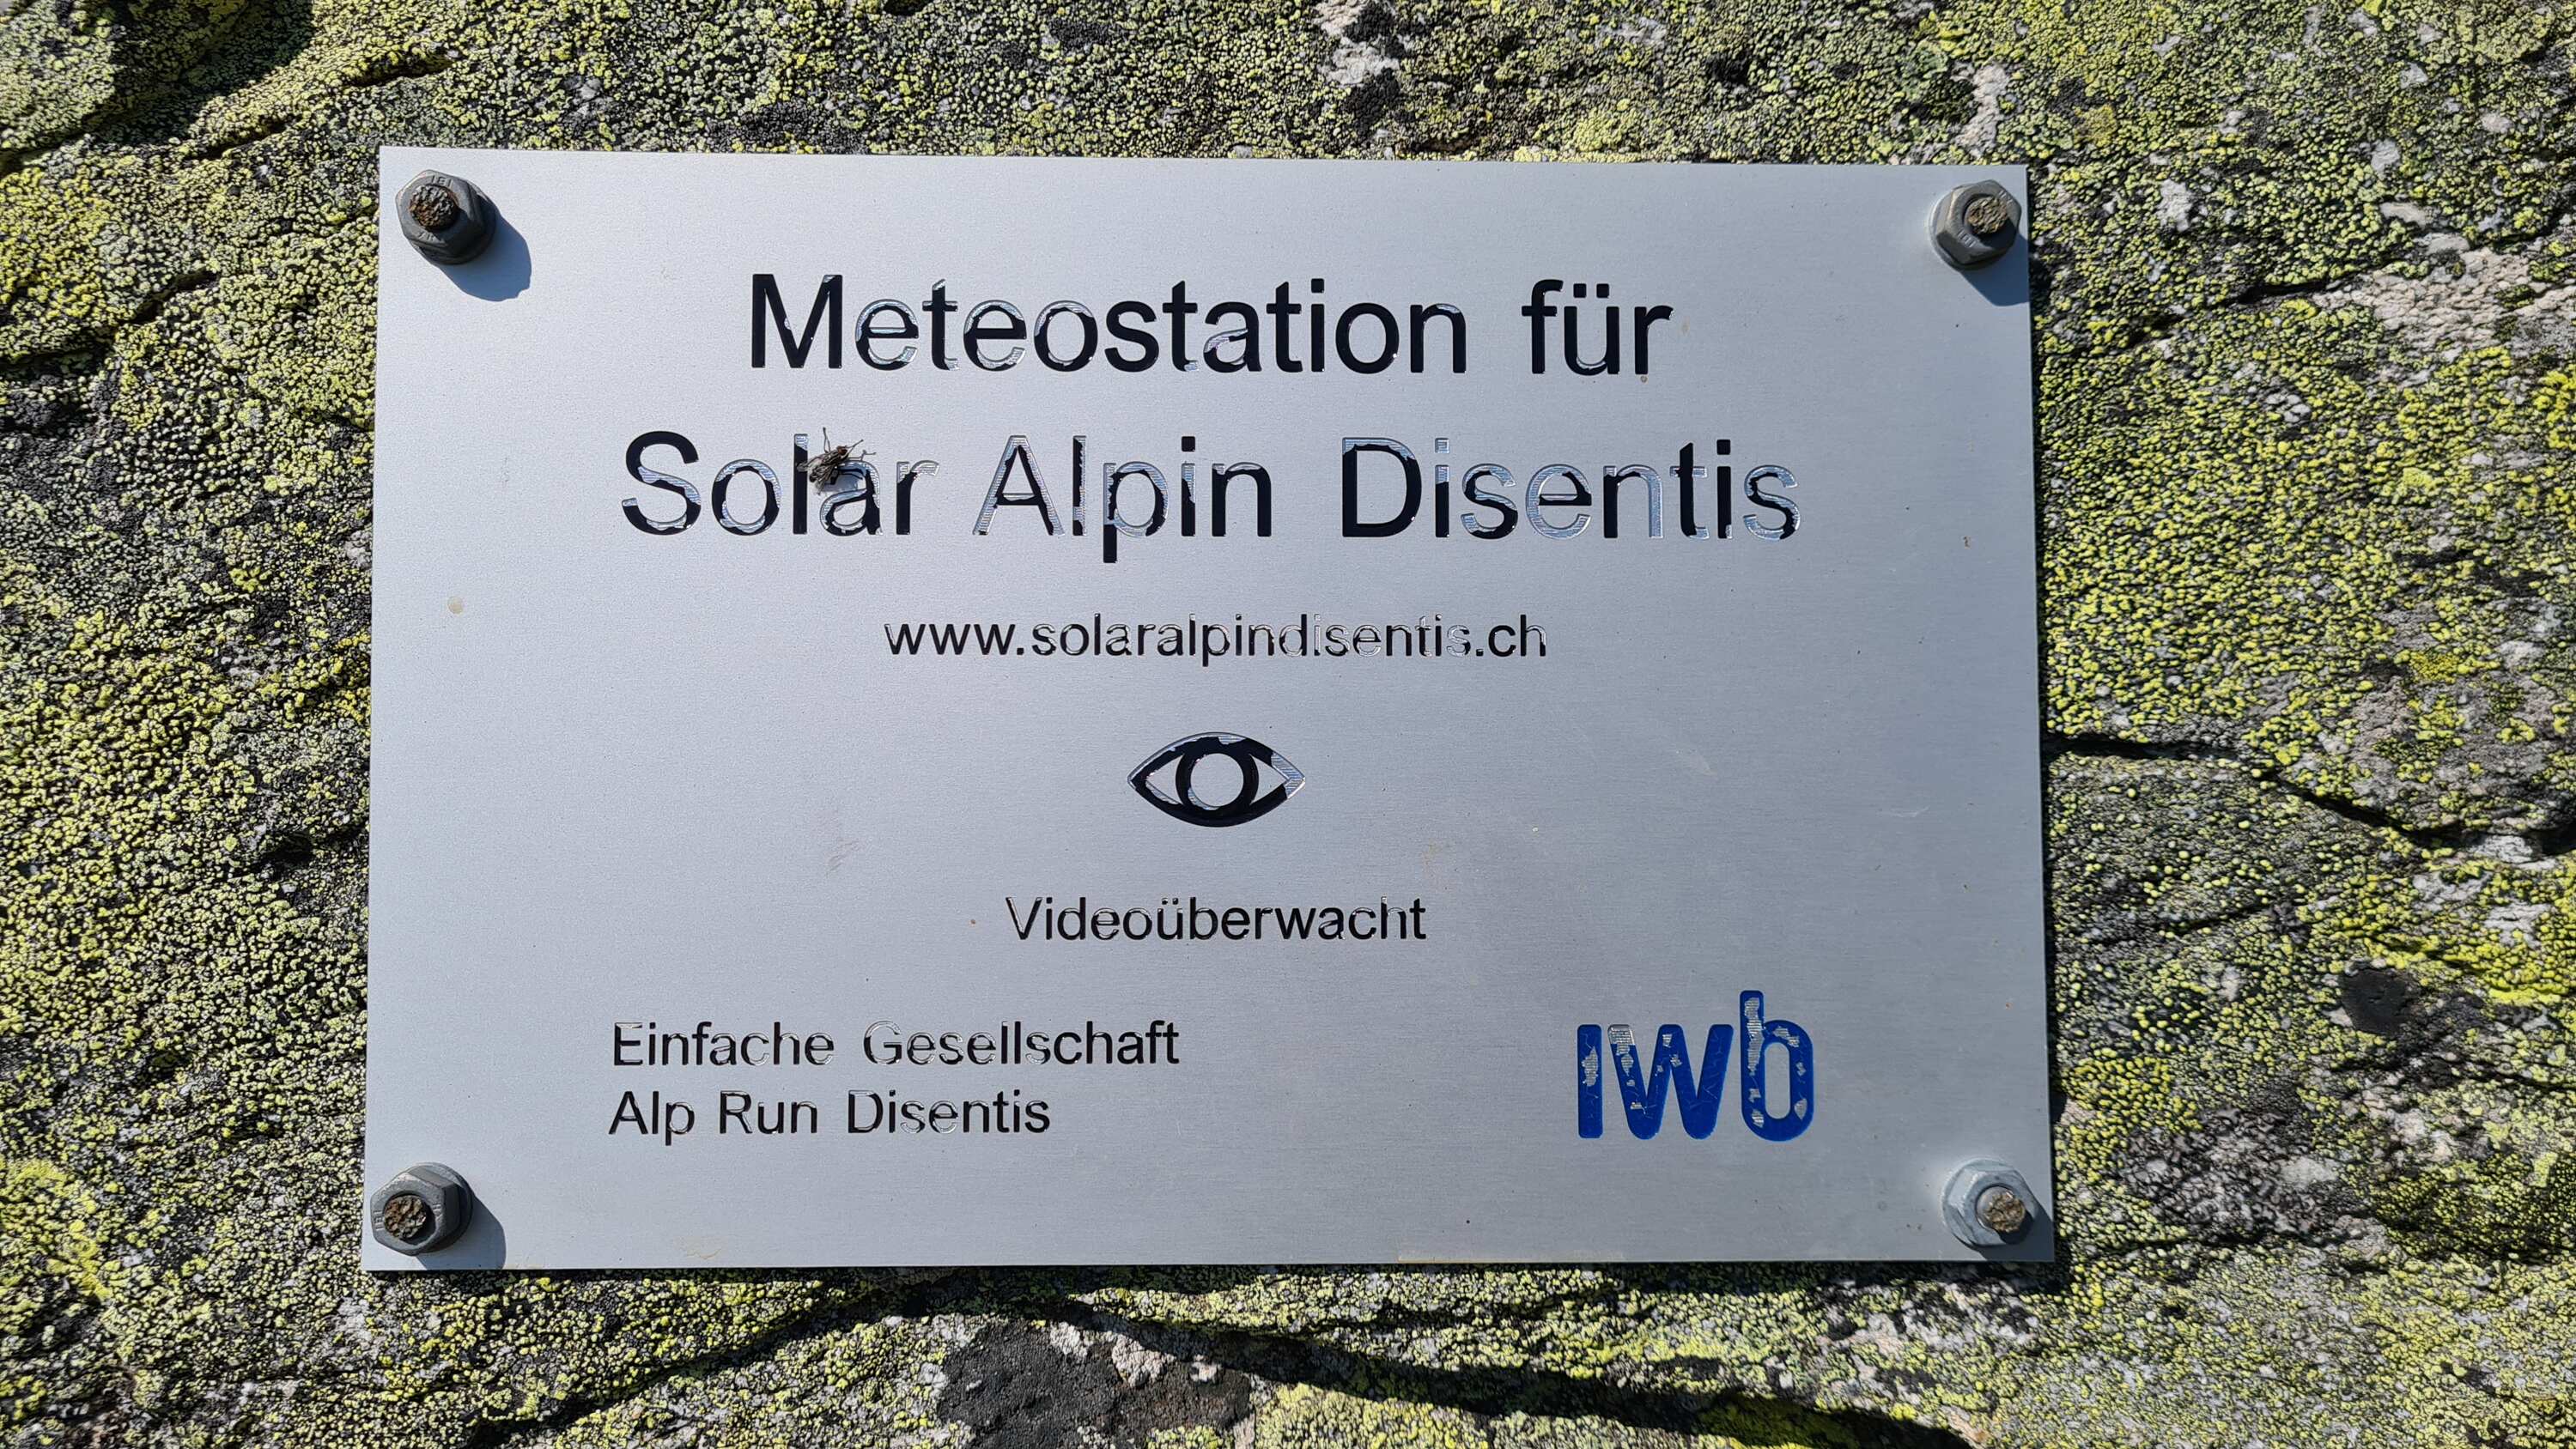 Meteostation für
Solar Alpin Disentis
www.solaralpindisentis.ch
Videoüberwacht
Einfache Gesellschaft
Alp Run Disentis
iwb